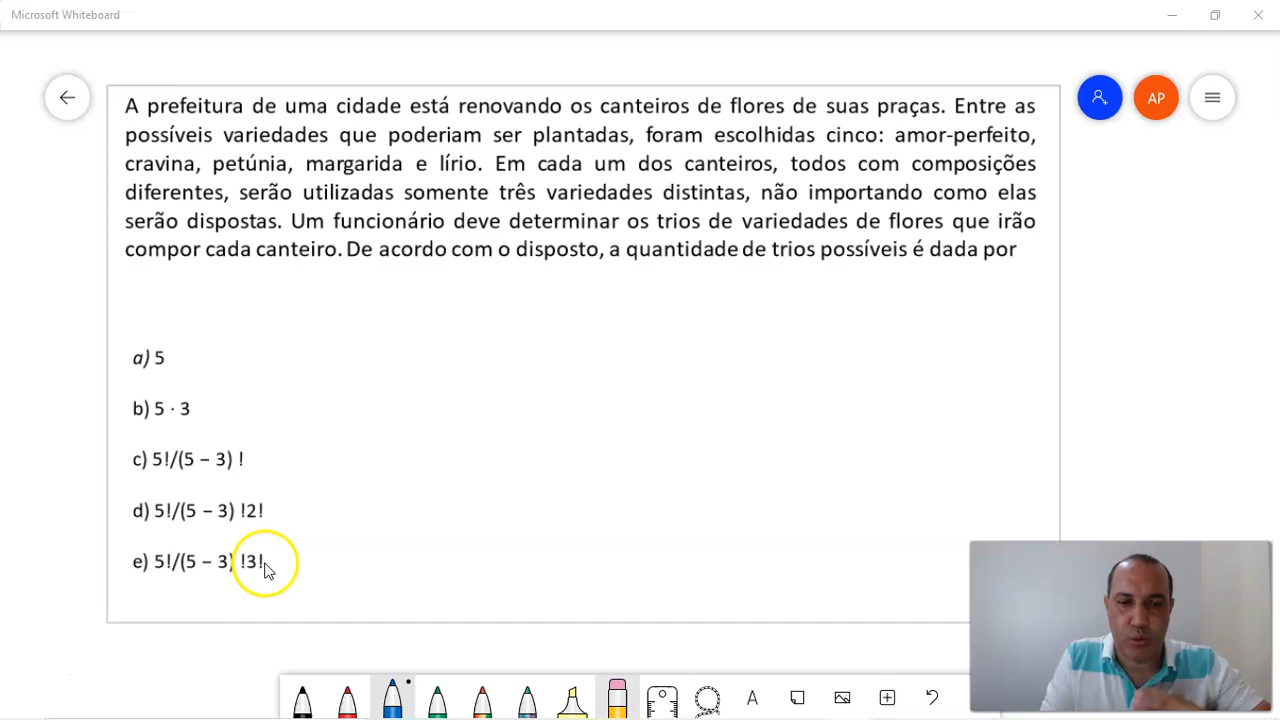 Microsoft Whiteboard
A prefeitura de uma cidade está renovando os canteiros de flores de suas praças. Entre as
possíveis variedades que poderiam ser plantadas, foram escolhidas cinco: amor-perfeito,
cravina, petúnia, margarida e lírio. Em cada um dos canteiros, todos com composições
diferentes, serão utilizadas somente três variedades distintas, não importando como elas
serão dispostas. Um funcionário deve determinar os trios de variedades de flores que irão
compor cada canteiro. De acordo com o disposto, a quantidade de trios possíveis é dada por
AP
a) 5
b) 5 · 3
c) 5!/(5 − 3) !
d) 5!/(5 − 3) !2!
e) 5!/(5 − 3) !3!
A